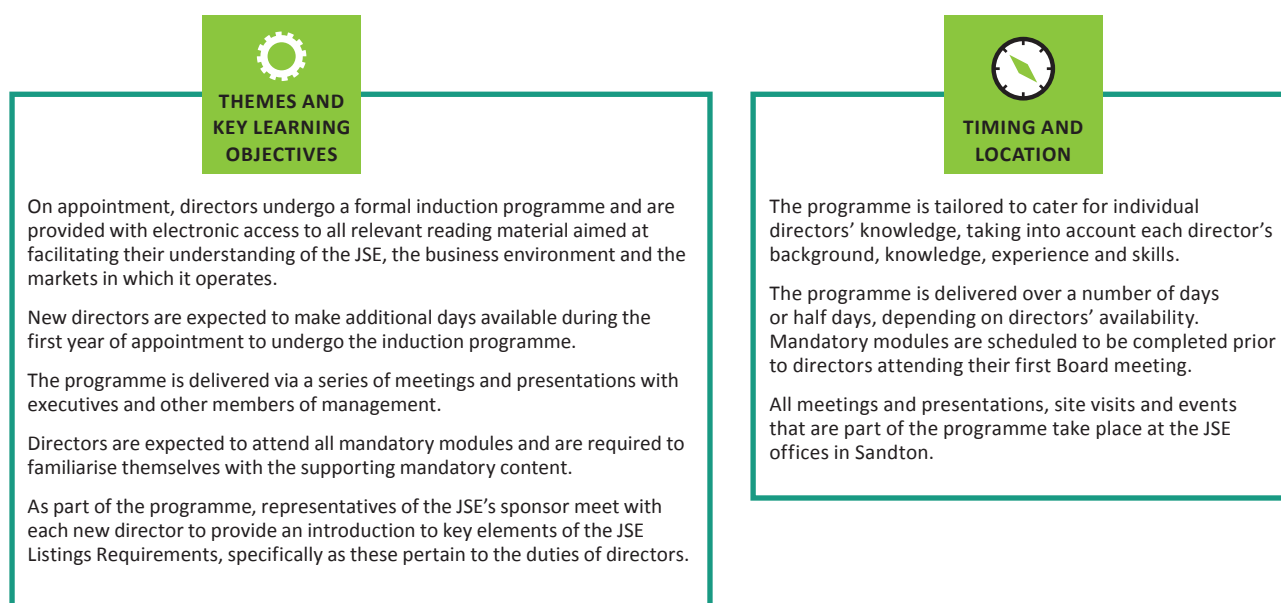 THEMES AND
KEY LEARNING
OBJECTIVES
On appointment, directors undergo a formal induction programme and are
provided with electronic access to all relevant reading material aimed at
facilitating their understanding of the JSE, the business environment and the
markets in which it operates.
New directors are expected to make additional days available during the
first year of appointment to undergo the induction programme.
The programme is delivered via a series of meetings and presentations with
executives and other members of management.
Directors are expected to attend all mandatory modules and are required to
familiarise themselves with the supporting mandatory content.
As part of the programme, representatives of the JSE’s sponsor meet with
each new director to provide an introduction to key elements of the JSE
Listings Requirements, specifically as these pertain to the duties of directors.
TIMING AND
LOCATION
The programme is tailored to cater for individual
directors’ knowledge, taking into account each director’s
background, knowledge, experience and skills.
The programme is delivered over a number of days
or half days, depending on directors’ availability.
Mandatory modules are scheduled to be completed prior
to directors attending their first Board meeting.
All meetings and presentations, site visits and events
that are part of the programme take place at the JSE
offices in Sandton.